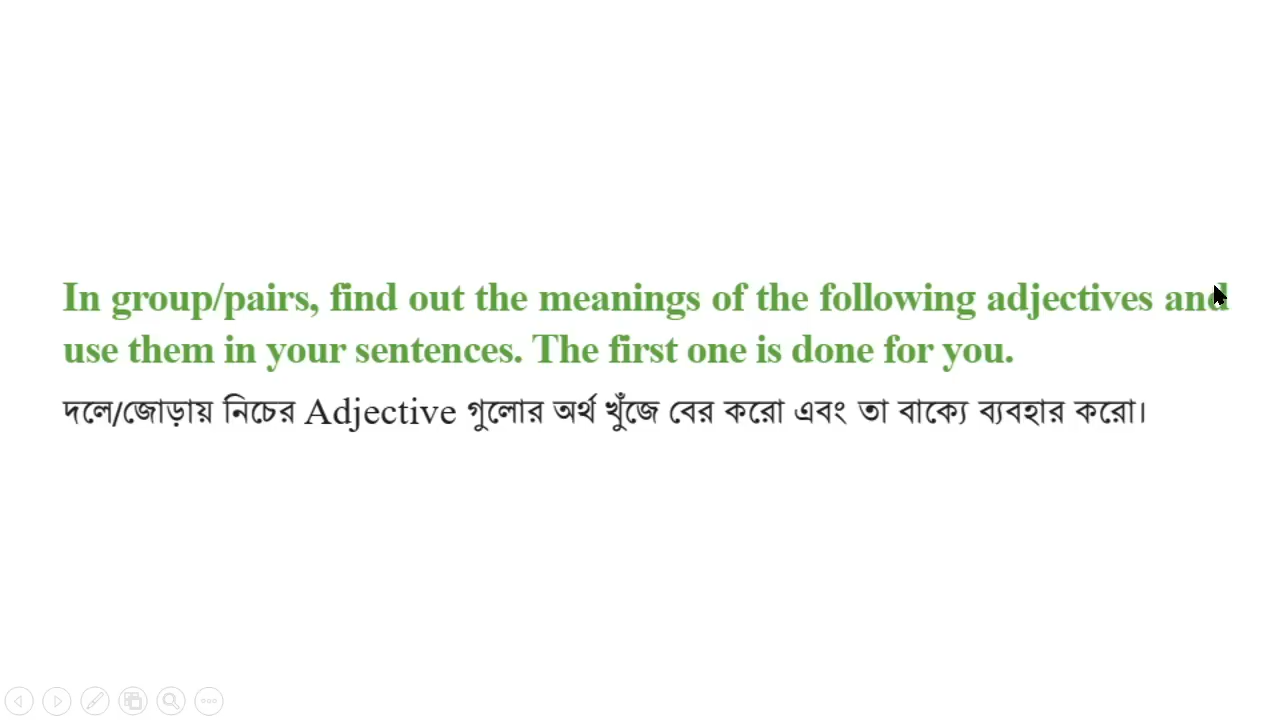 In group/pairs, find out the meanings of the following adjectives and
use them in your sentences. The first one is done for you.
দলে/জোড়ায় নিচের Adjective গুলোর অর্থ খুঁজে বের করো এবং তা বাক্যে ব্যবহার করো।